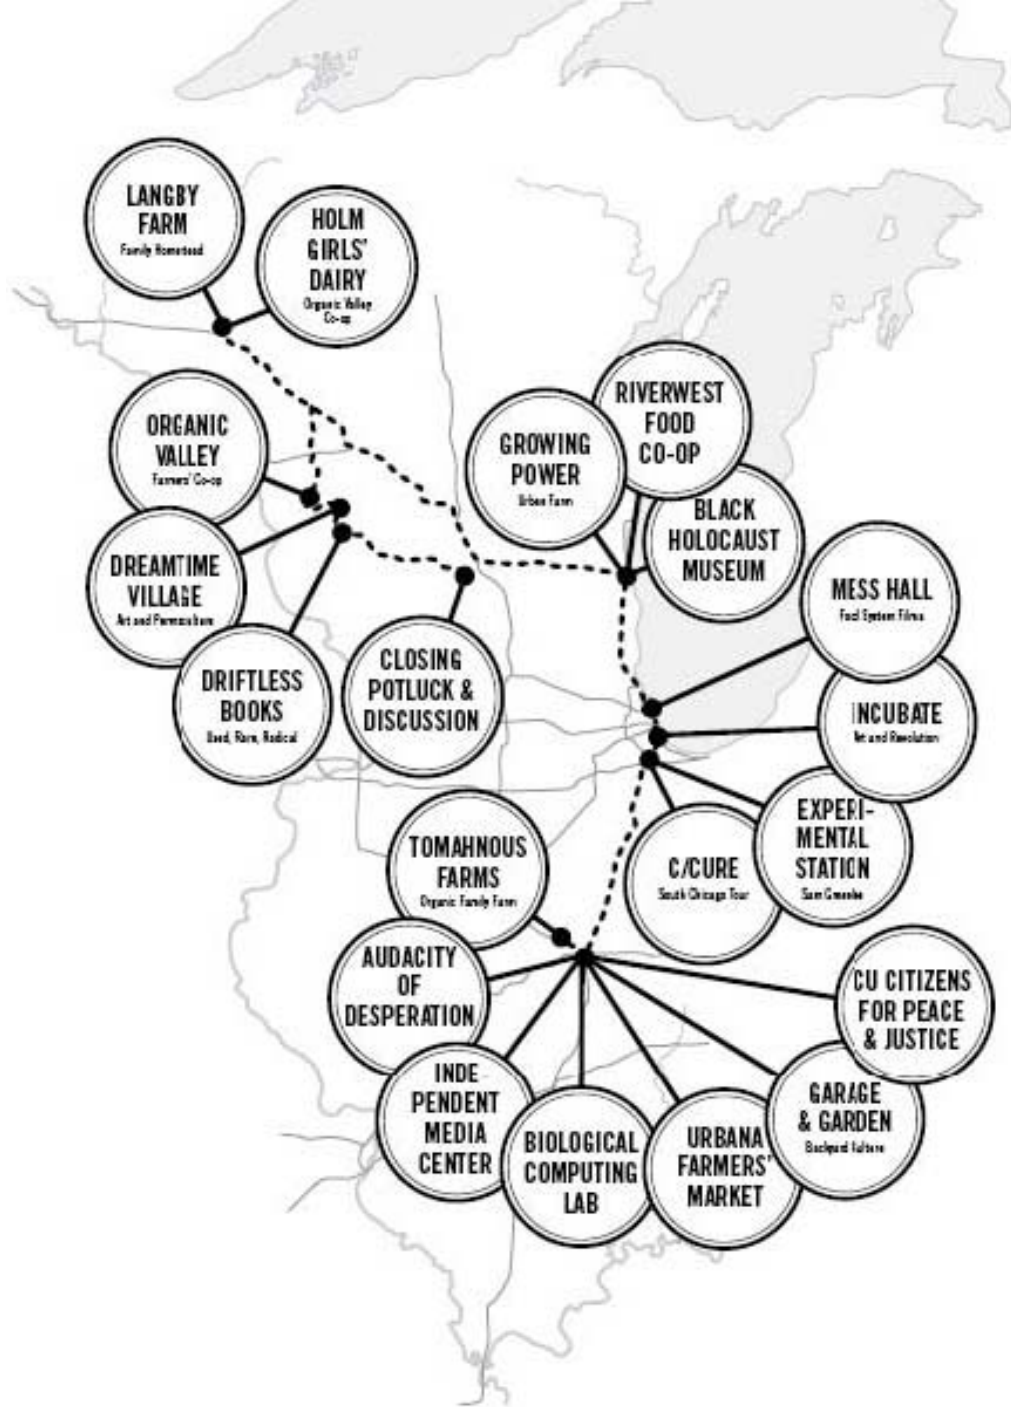 LANGBY
FARM
Family Homestead
HOLM
GIRLS'
DAIRY
Organic Valley
Co-op
ORGANIC
VALLEY
Farmers' Co-op
DREAMTIME
VILLAGE
Art and Permaculture
DRIFTLESS
BOOKS
Used, Rare, Radical
CLOSING
POTLUCK &
DISCUSSION
GROWING
POWER
Urban Farm
RIVERWEST
FOOD
CO-OP
BLACK
HOLOCAUST
MUSEUM
MESS HALL
Food System Films
INCUBATE
Art and Revolution
EXPERI-
MENTAL
STATION
Sam Greenlee
C/CURE
South Chicago Tour
TOMAHNOUS
FARMS
Organic Family Farm
AUDACITY
OF
DESPERATION
INDE
PENDENT
MEDIA
CENTER
BIOLOGICAL
COMPUTING
LAB
URBANA
FARMERS'
MARKET
GARAGE
& GARDEN
Backyard
CU CITIZENS
FOR PEACE
& JUSTICE